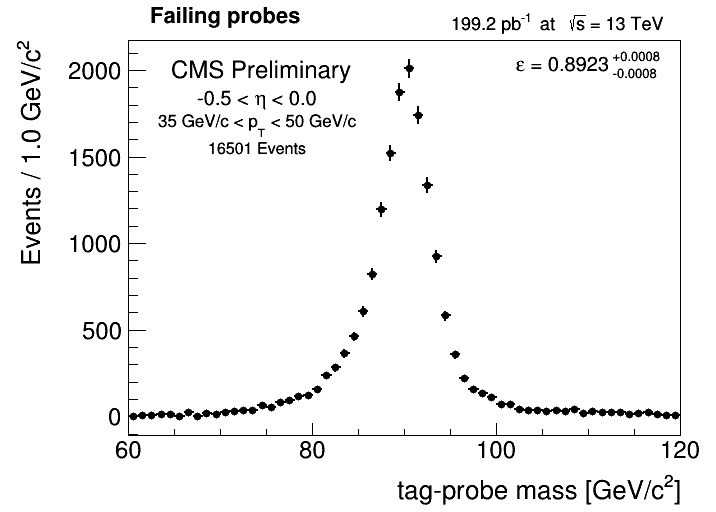 Failing probes
199.2 pb⁻¹ at √s = 13 TeV
CMS Preliminary
-0.5 < η < 0.0
35 GeV/c < p_T < 50 GeV/c
16501 Events
ε = 0.8923 +0.0008 -0.0008
Events / 1.0 GeV/c²
2000
1500
1000
500
0
60 80 100 120
tag-probe mass [GeV/c²]